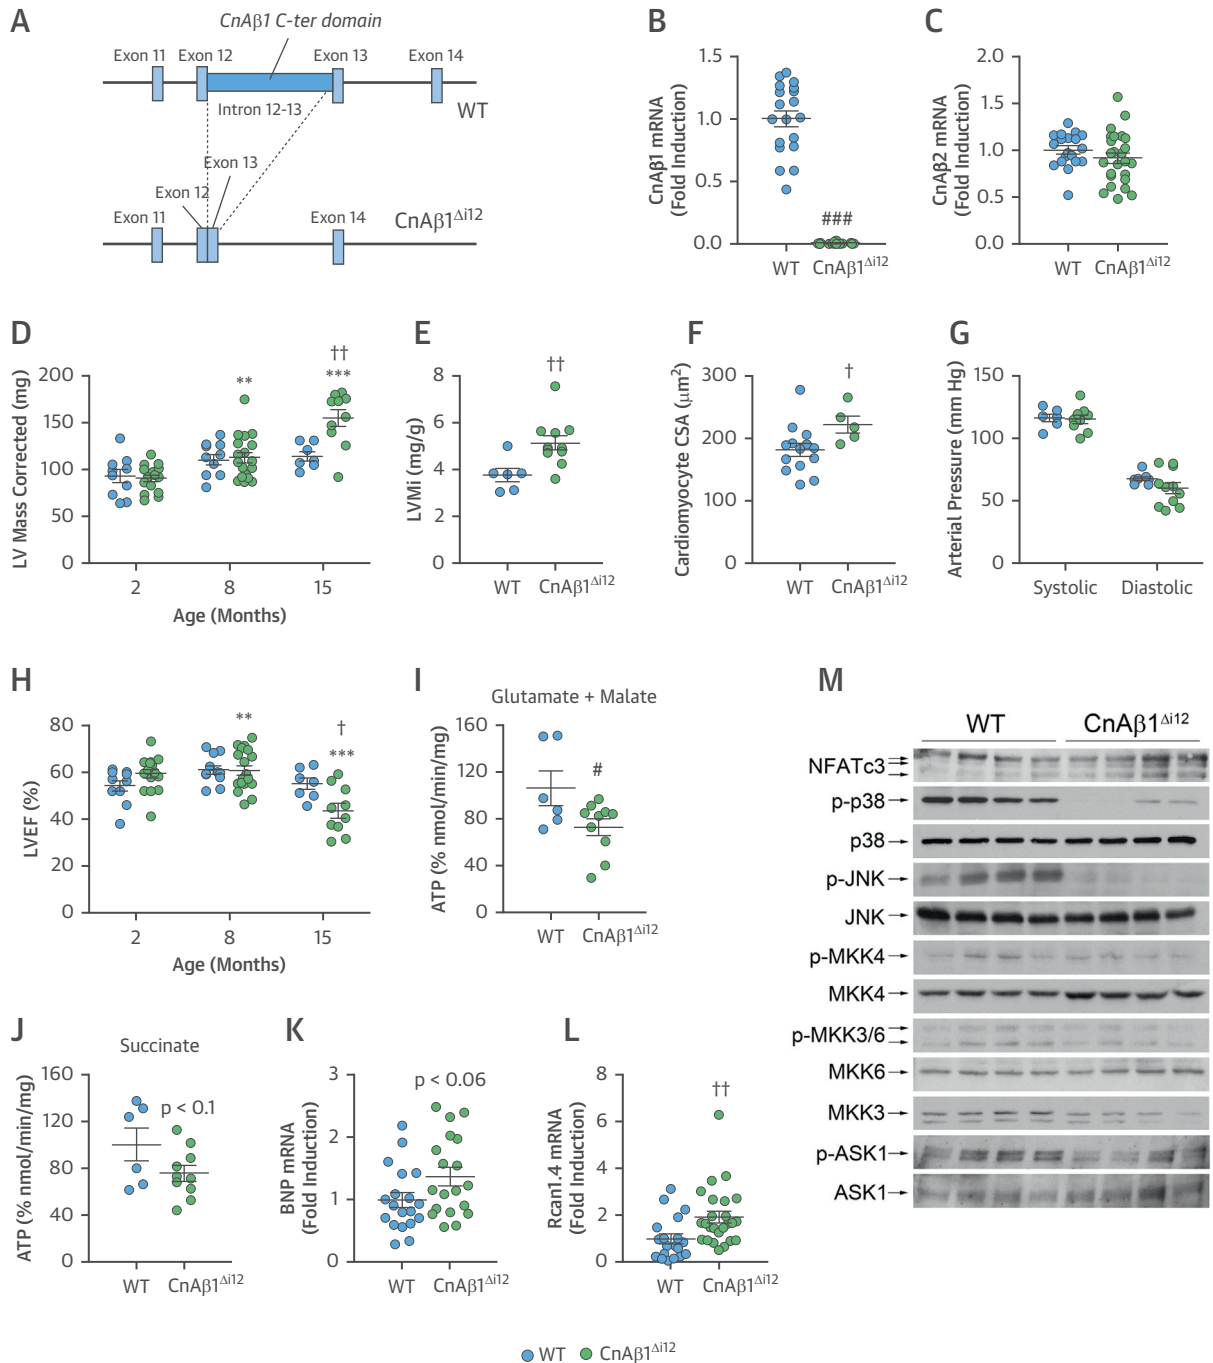 A
CnAβ1 C-ter domain
Exon 11
Exon 12
Exon 13
Exon 14
Intron 12-13
WT
Exon 13
Exon 12
Exon 11
Exon 14
CnAβ1Δi12
B
CnAβ1 mRNA
(Fold Induction)
1.5
1.0
0.5
0.0
###
WT
CnAβ1Δi12
C
CnAβ2 mRNA
(Fold Induction)
2.0
1.5
1.0
0.5
0.0
WT
CnAβ1Δi12
D
LV Mass Corrected (mg)
200
150
100
50
0
**
††
***
2
8
15
Age (Months)
E
LVMi (mg/g)
8
6
4
2
0
††
WT
CnAβ1Δi12
F
Cardiomyocyte CSA (μm2)
300
200
100
0
†
WT
CnAβ1Δi12
G
Arterial Pressure (mm Hg)
150
100
50
0
Systolic
Diastolic
H
LVEF (%)
80
60
40
20
0
**
†
***
2
8
15
Age (Months)
I
Glutamate + Malate
ATP (% nmol/min/mg)
160
120
80
40
0
#
WT
CnAβ1Δi12
J
Succinate
ATP (% nmol/min/mg)
160
120
80
40
0
p < 0.1
WT
CnAβ1Δi12
K
BNP mRNA
(Fold Induction)
3
2
1
0
p < 0.06
WT
CnAβ1Δi12
L
Rcan1.4 mRNA
(Fold Induction)
8
6
4
2
0
††
WT
CnAβ1Δi12
M
WT
CnAβ1Δi12
NFATc3
p-p38
p38
p-JNK
JNK
p-MKK4
MKK4
p-MKK3/6
MKK6
MKK3
p-ASK1
ASK1
WT
CnAβ1Δi12